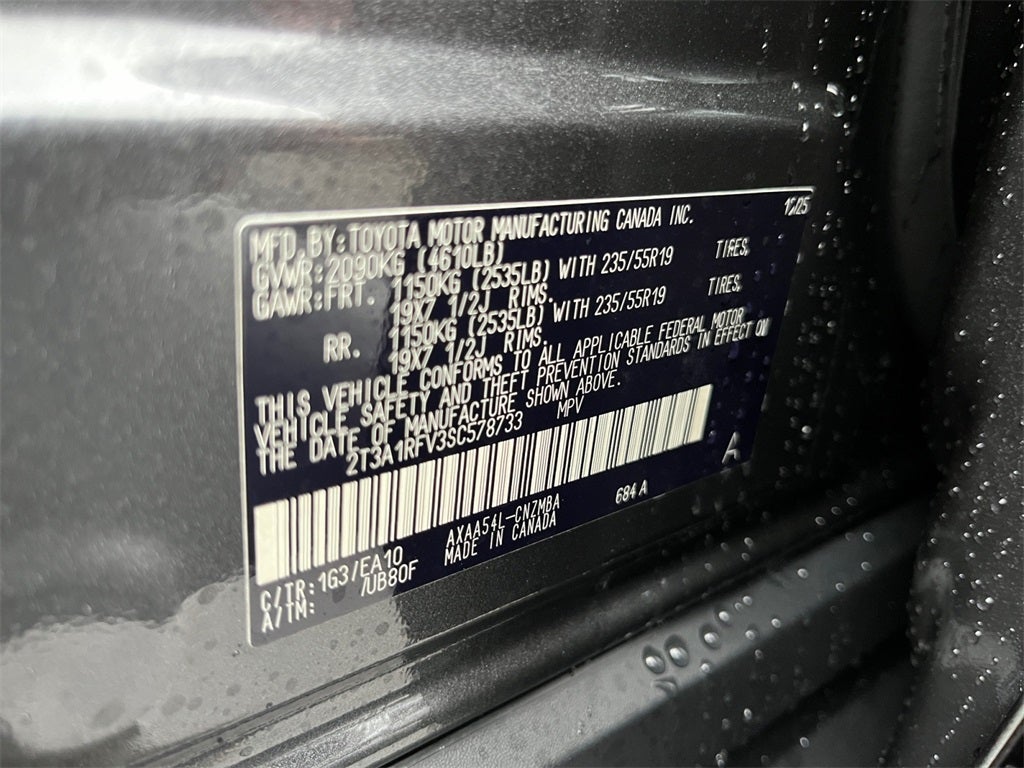 MFD. BY: TOYOTA MOTOR MANUFACTURING CANADA INC.
GVWR: 2090KG (4610LB)
GAWR: FRT. 1150KG (2535LB) WITH 235/55R19 TIRES,
19X7 1/2J RIMS.
RR. 1150KG (2535LB) WITH 235/55R19 TIRES,
19X7 1/2J RIMS.
THIS VEHICLE CONFORMS TO ALL APPLICABLE FEDERAL MOTOR
VEHICLE SAFETY AND THEFT PREVENTION STANDARDS IN EFFECT ON
THE DATE OF MANUFACTURE SHOWN ABOVE.
2T3A1RFV3SC578733 MPV
A
C/TR: 1G3/EA10 AXAA54L-CNZMBA 684 A
A/TM: /UB80F MADE IN CANADA